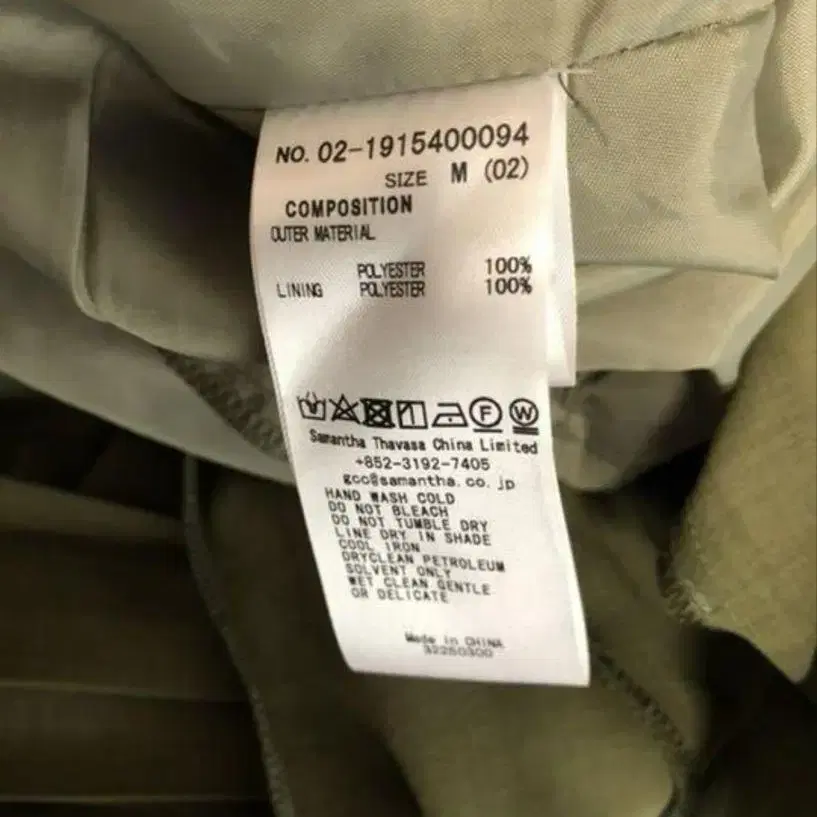 NO. 02-1915400094
SIZE M (02)
COMPOSITION
OUTER MATERIAL
POLYESTER 100%
LINING POLYESTER 100%
F W
Samantha Thavasa China Limited
+852-3192-7405
gcc@samantha.co.jp
HAND WASH COLD
DO NOT BLEACH
DO NOT TUMBLE DRY
LINE DRY IN SHADE
COOL IRON
DRYCLEAN PETROLEUM
SOLVENT ONLY
WET CLEAN GENTLE
OR DELICATE
Made in CHINA
32250300